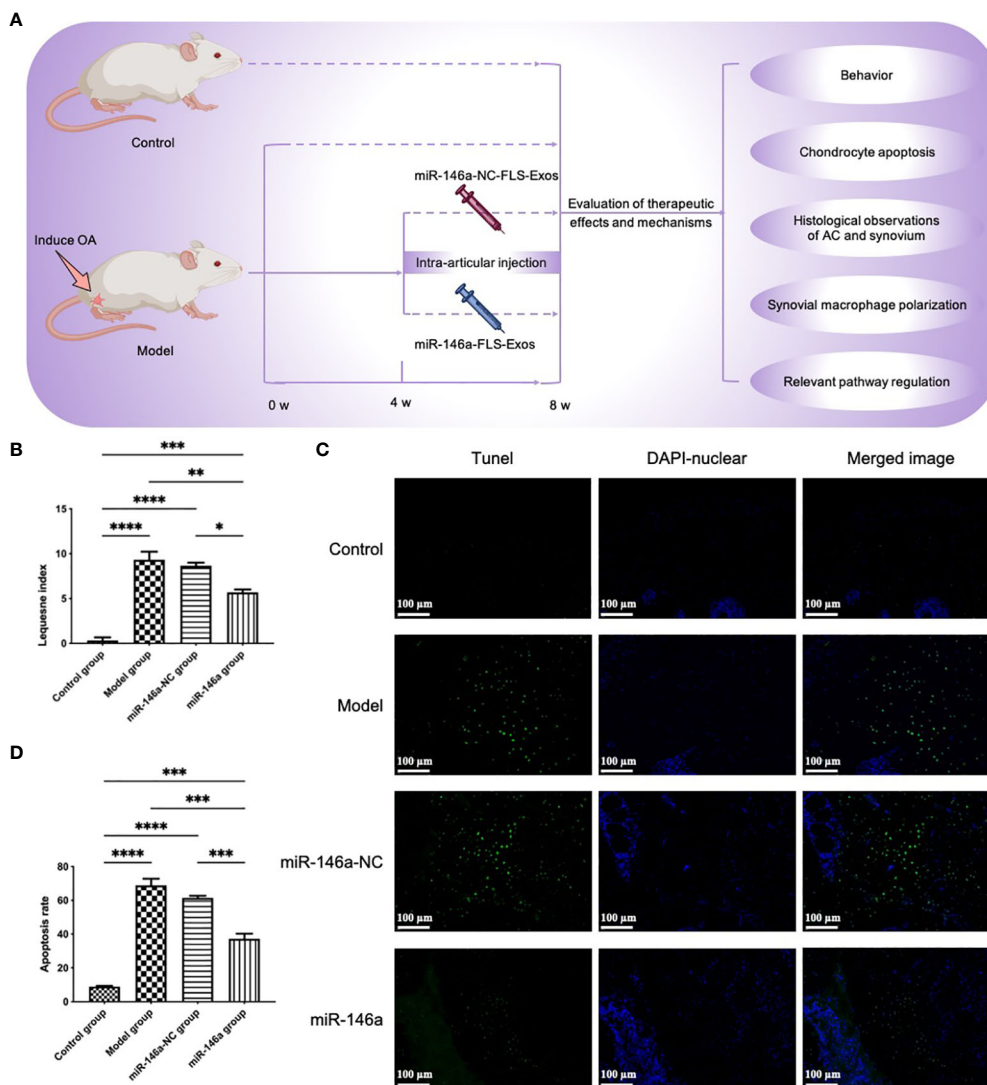 A
Control
Induce OA
Model
miR-146a-NC-FLS-Exos
Intra-articular injection
miR-146a-FLS-Exos
0 w
4 w
8 w
Evaluation of therapeutic
effects and mechanisms
Behavior
Chondrocyte apoptosis
Histological observations
of AC and synovium
Synovial macrophage polarization
Relevant pathway regulation
B
***
**
****
****
*
15
10
5
0
Lequesne index
Control group
Model group
miR-146a-NC group
miR-146a group
C
Tunel
DAPI-nuclear
Merged image
Control
100 µm
100 µm
100 µm
Model
100 µm
100 µm
100 µm
miR-146a-NC
100 µm
100 µm
100 µm
miR-146a
100 µm
100 µm
100 µm
D
***
***
****
****
***
80
60
40
20
0
Apoptosis rate
Control group
Model group
miR-146a-NC group
miR-146a group